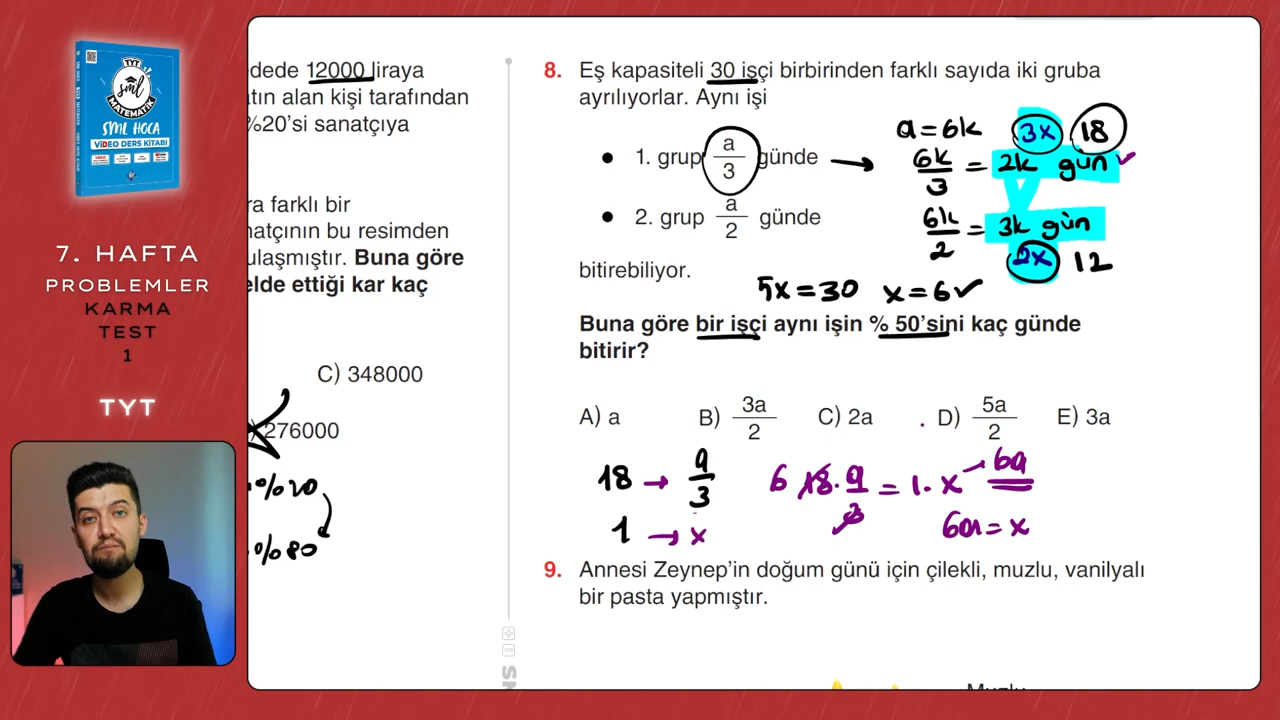 TYT
sml
MATEMATİK
SML HOCA
VİDEO DERS KİTABI
7. HAFTA
PROBLEMLER
KARMA
TEST
1
TYT
dede 12000 liraya
atın alan kişi tarafından
%20'si sanatçıya
ra farklı bir
natçının bu resimden
ulaşmıştır. Buna göre
elde ettiği kar kaç
C) 348000
276000
%20
%80
8. Eş kapasiteli 30 işçi birbirinden farklı sayıda iki gruba
ayrılıyorlar. Aynı işi
• 1. grup a/3 günde
• 2. grup a/2 günde
bitirebiliyor.
a=6k 3x 18
6k/3 = 2k gün
6k/2 = 3k gün
2x 12
5x=30 x=6
Buna göre bir işçi aynı işin % 50'sini kaç günde
bitirir?
A) a B) 3a/2 C) 2a D) 5a/2 E) 3a
18 → a/3
1 → x
6 18.a/3 = 1.x 6a
6a=x
9. Annesi Zeynep'in doğum günü için çilekli, muzlu, vanilyalı
bir pasta yapmıştır.